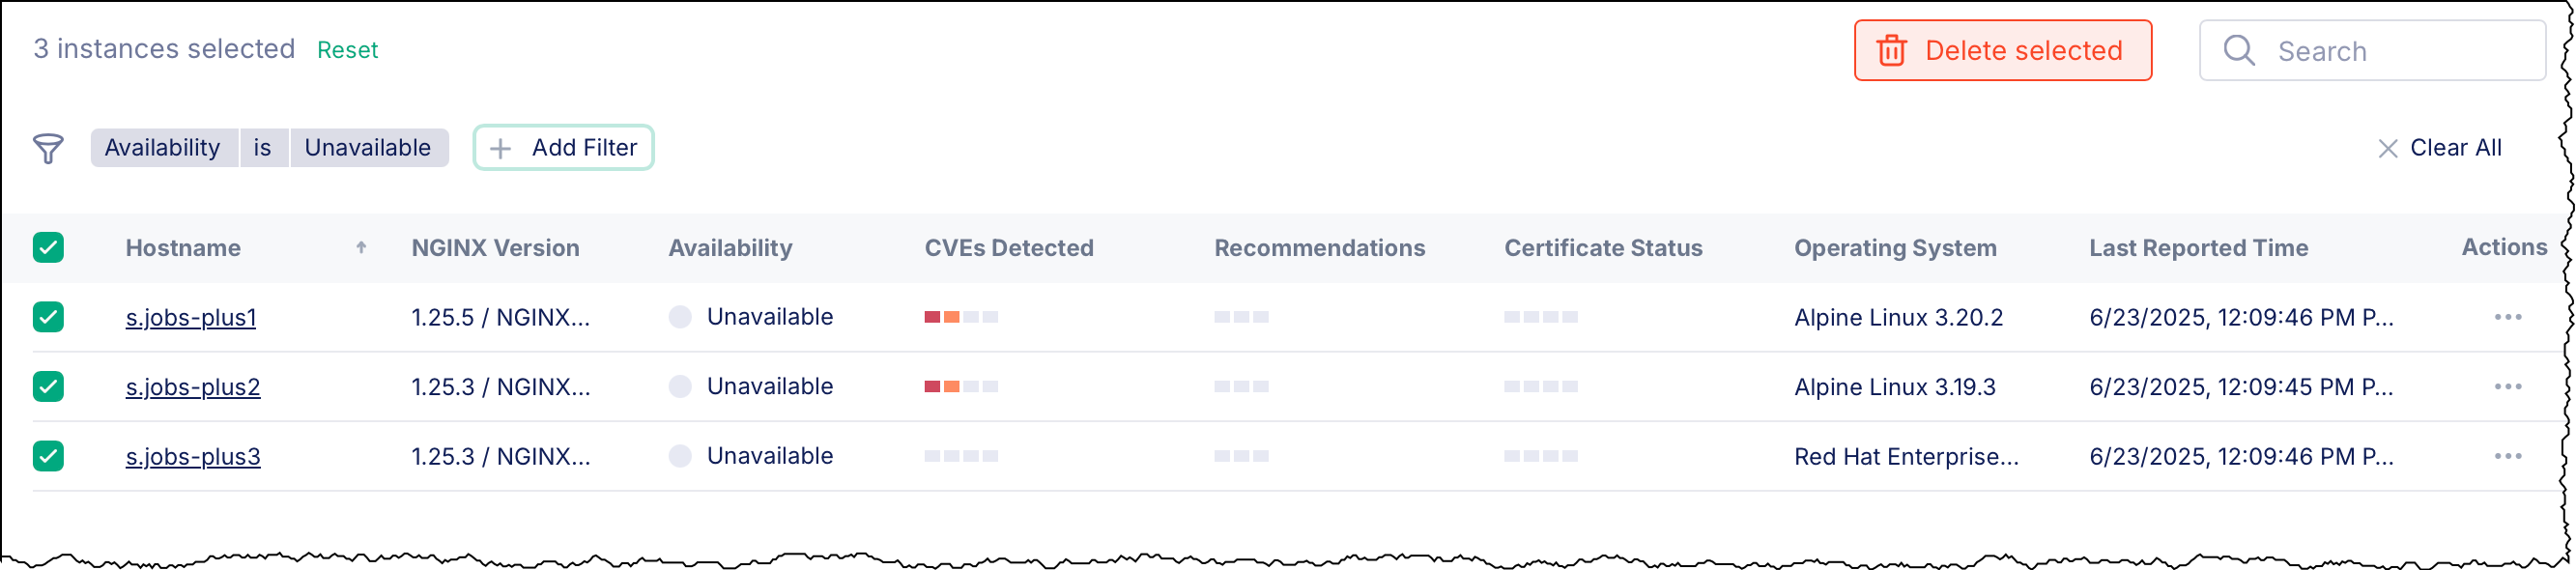 3 instances selected Reset Delete selected Search
Availability is Unavailable + Add Filter Clear All
Hostname NGINX Version Availability CVEs Detected Recommendations Certificate Status Operating System Last Reported Time Actions
s.jobs-plus1 1.25.5 / NGINX... Unavailable Alpine Linux 3.20.2 6/23/2025, 12:09:46 PM P... ...
s.jobs-plus2 1.25.3 / NGINX... Unavailable Alpine Linux 3.19.3 6/23/2025, 12:09:45 PM P... ...
s.jobs-plus3 1.25.3 / NGINX... Unavailable Red Hat Enterprise... 6/23/2025, 12:09:46 PM P... ...